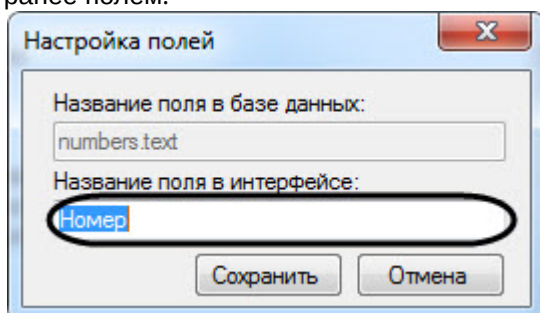 ранее полем.
Настройка полей
Название поля в базе данных:
numbers.text
Название поля в интерфейсе:
Номер
Сохранить Отмена